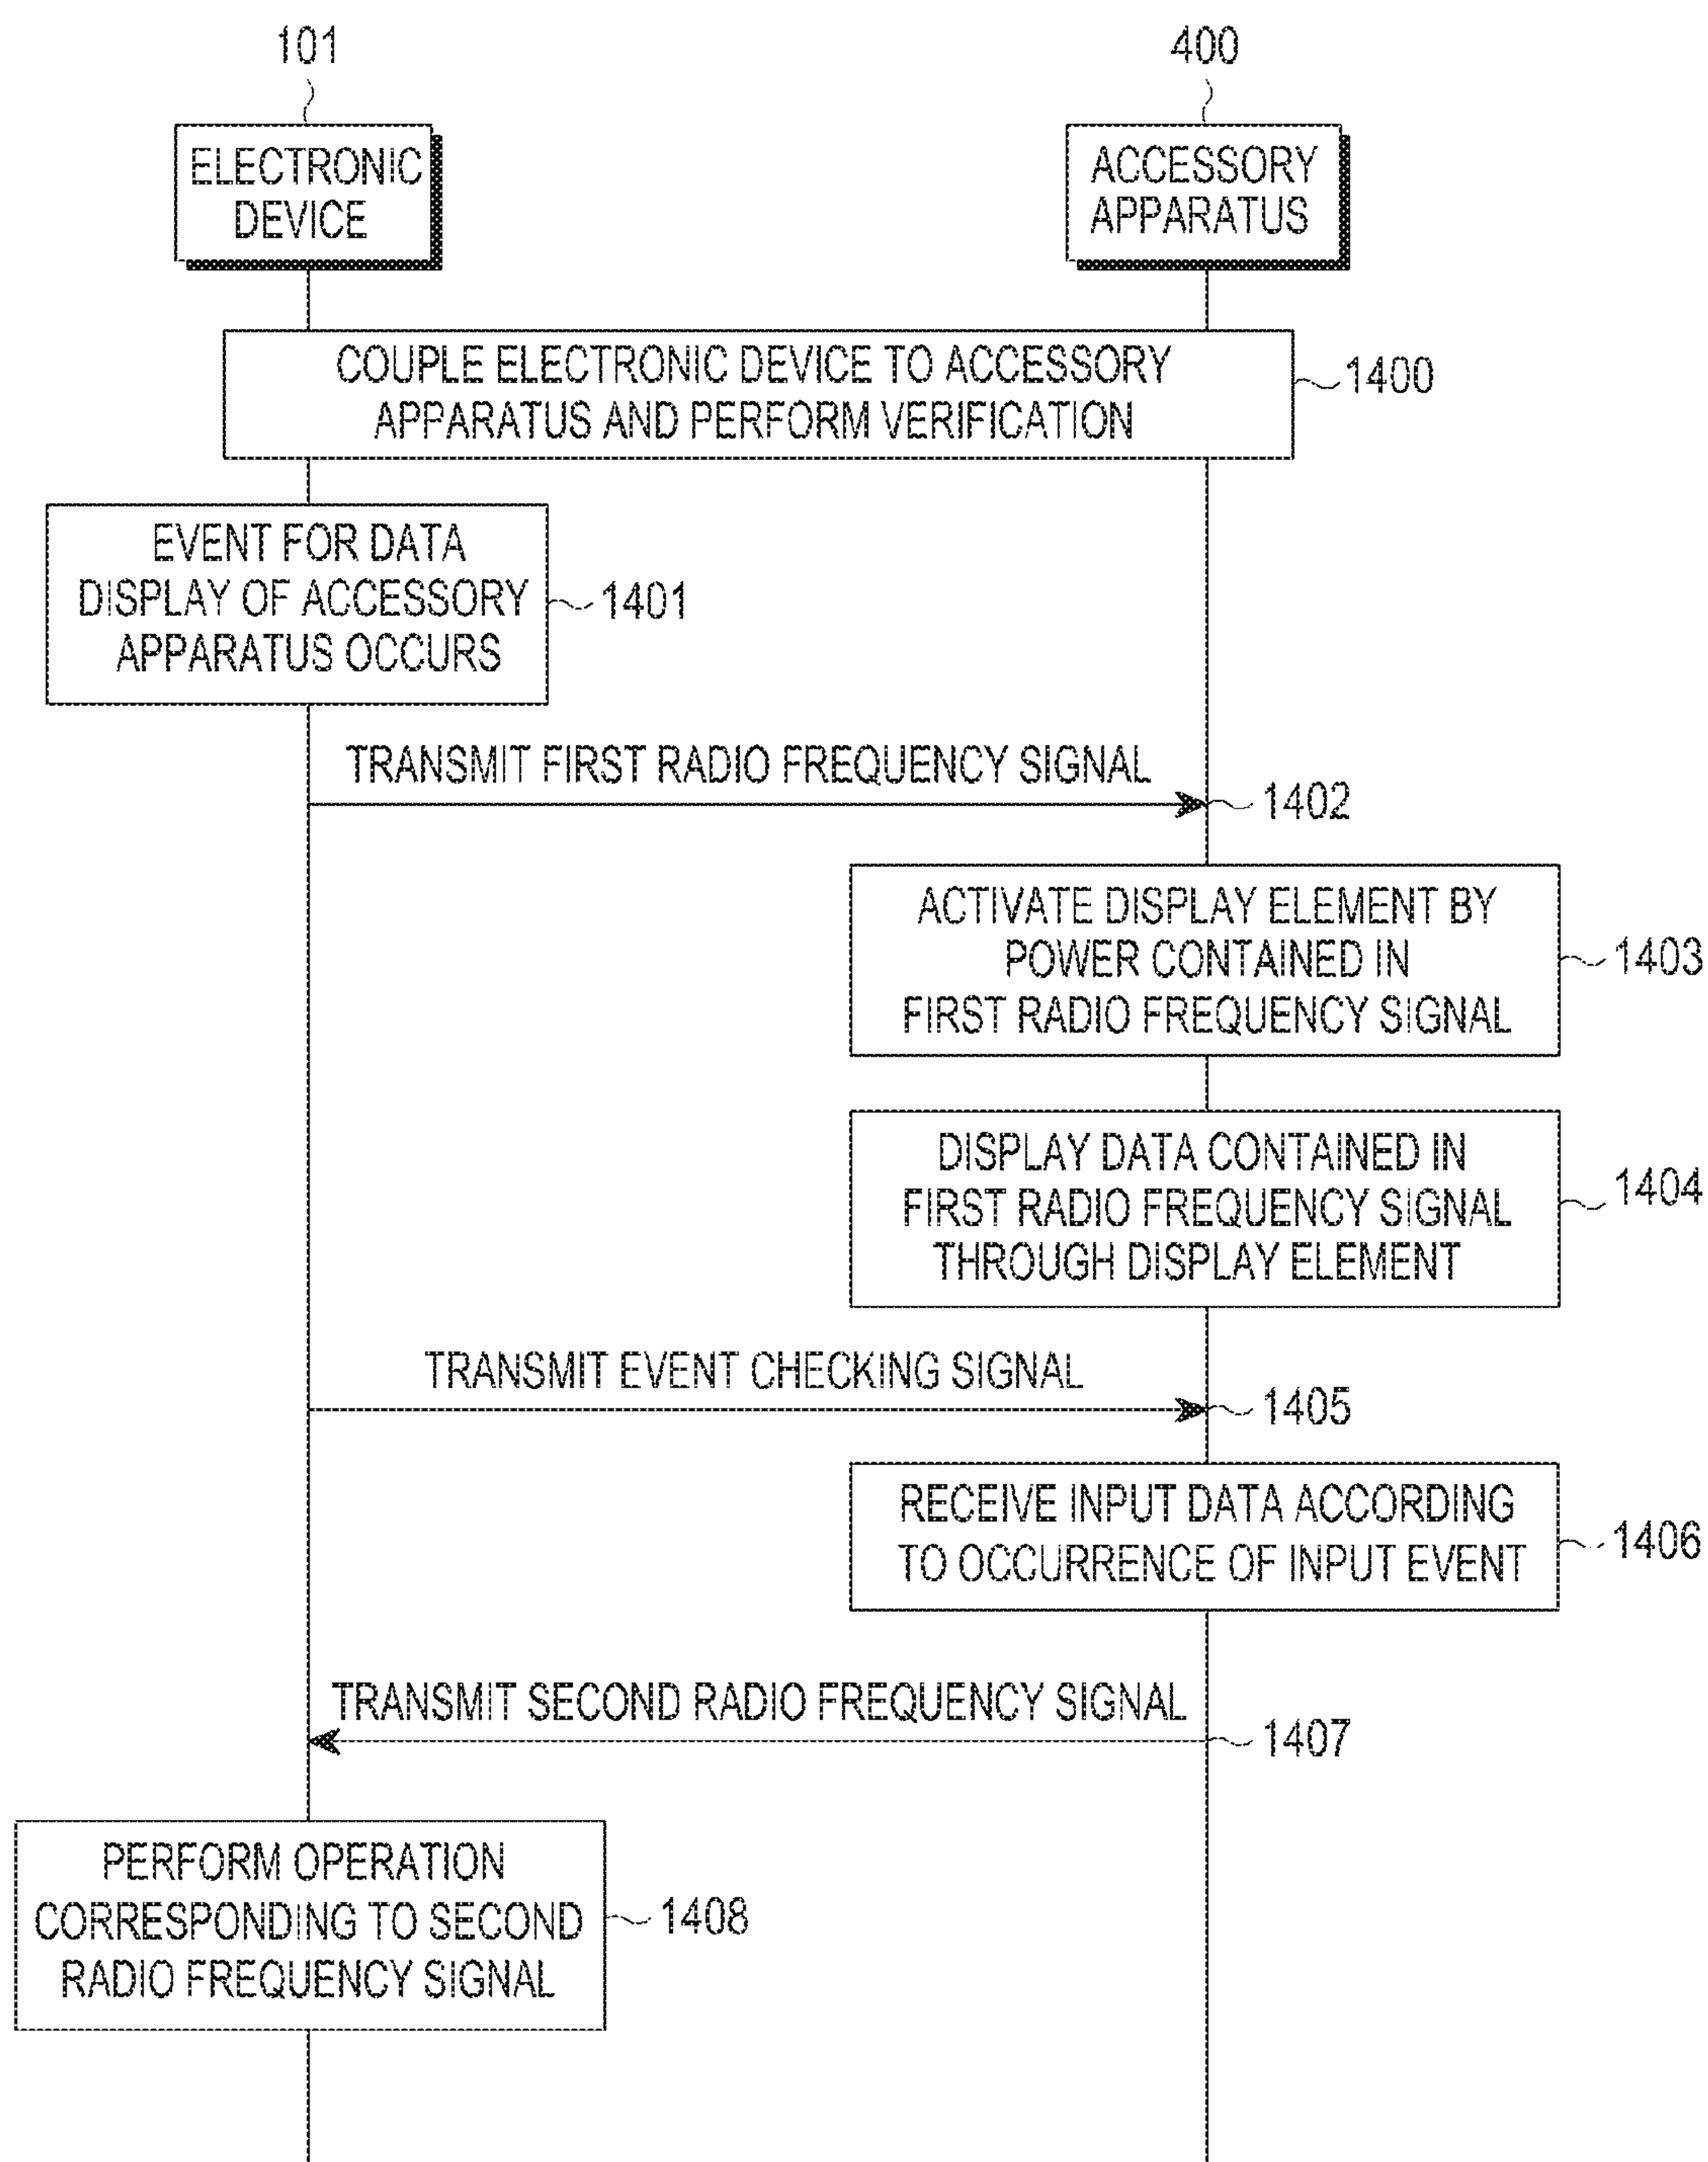 101
400
ELECTRONIC
DEVICE
ACCESSORY
APPARATUS
COUPLE ELECTRONIC DEVICE TO ACCESSORY
APPARATUS AND PERFORM VERIFICATION
1400
EVENT FOR DATA
DISPLAY OF ACCESSORY
APPARATUS OCCURS
1401
TRANSMIT FIRST RADIO FREQUENCY SIGNAL
1402
ACTIVATE DISPLAY ELEMENT BY
POWER CONTAINED IN
FIRST RADIO FREQUENCY SIGNAL
1403
DISPLAY DATA CONTAINED IN
FIRST RADIO FREQUENCY SIGNAL
THROUGH DISPLAY ELEMENT
1404
TRANSMIT EVENT CHECKING SIGNAL
1405
RECEIVE INPUT DATA ACCORDING
TO OCCURRENCE OF INPUT EVENT
1406
TRANSMIT SECOND RADIO FREQUENCY SIGNAL
1407
PERFORM OPERATION
CORRESPONDING TO SECOND
RADIO FREQUENCY SIGNAL
1408